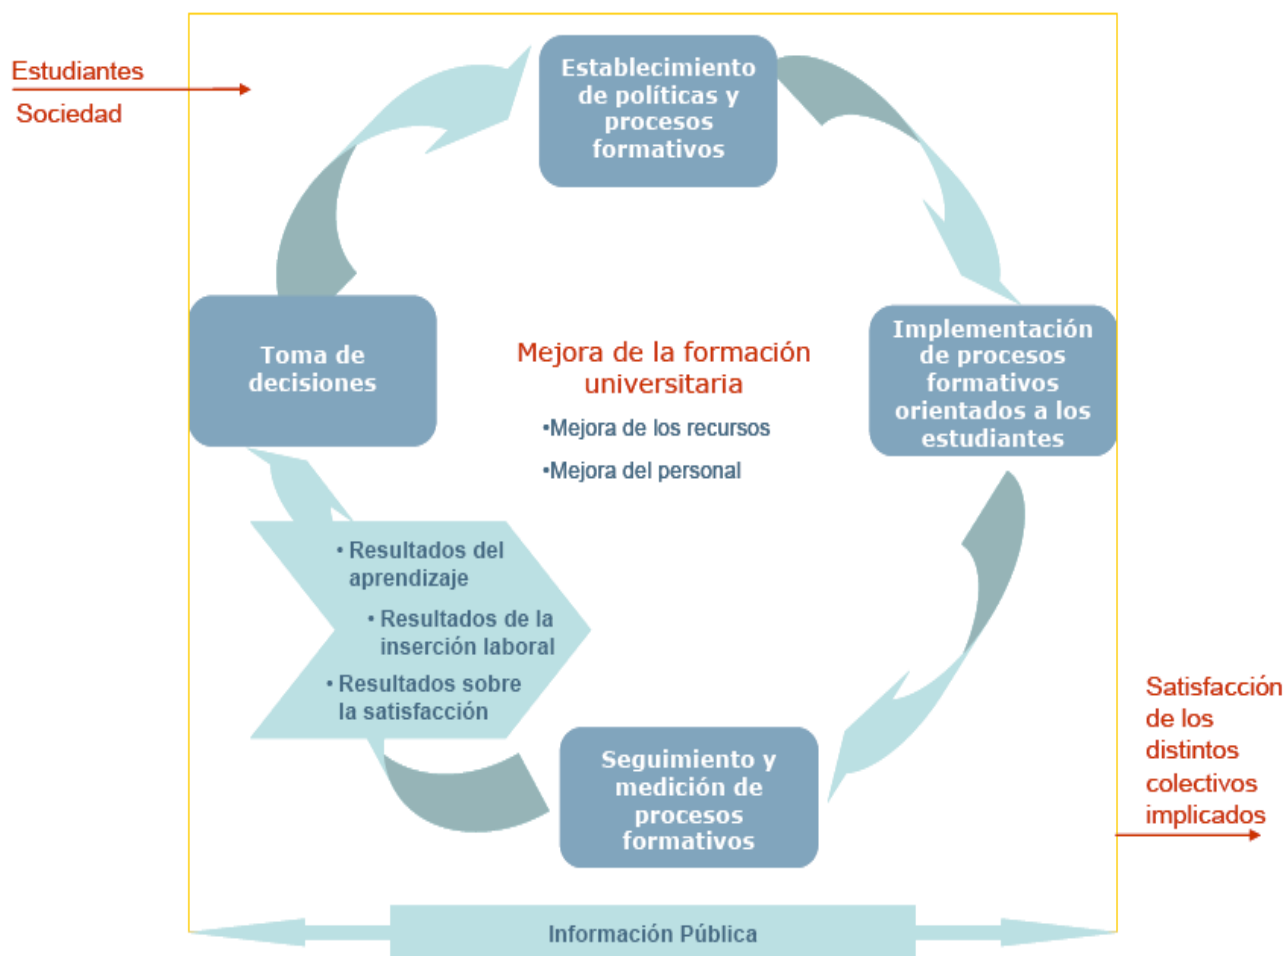 Estudiantes
Sociedad
Establecimiento
de políticas y
procesos
formativos
Toma de
decisiones
Mejora de la formación
universitaria
•Mejora de los recursos
•Mejora del personal
Implementación
de procesos
formativos
orientados a los
estudiantes
• Resultados del
aprendizaje
• Resultados de la
inserción laboral
• Resultados sobre
la satisfacción
Seguimiento y
medición de
procesos
formativos
Satisfacción
de los
distintos
colectivos
implicados
Información Pública